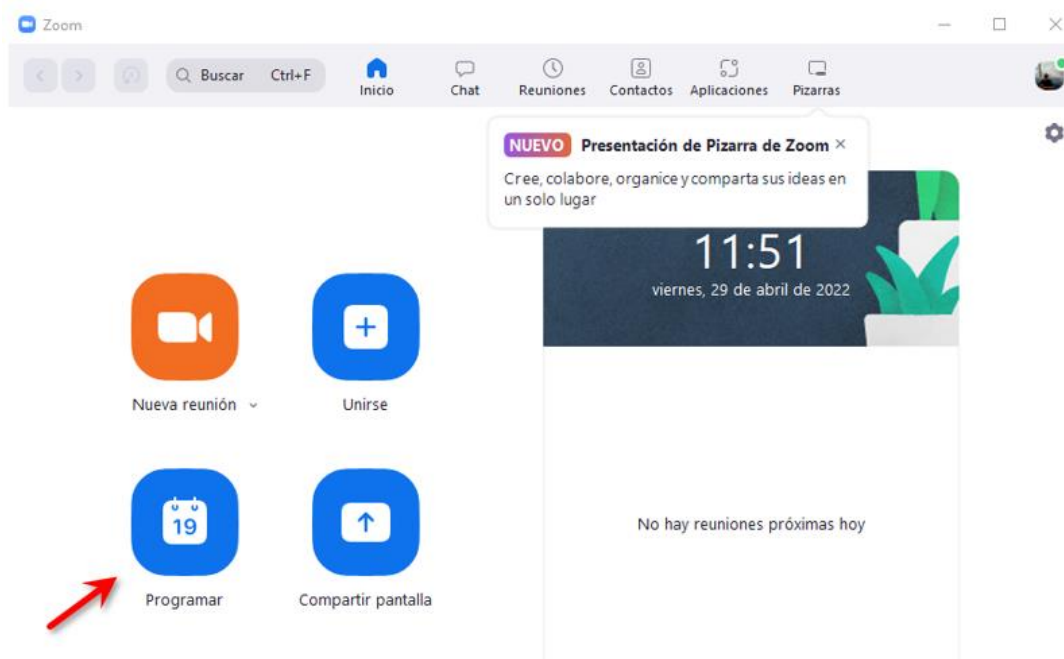 Zoom
Buscar Ctrl+F
Inicio
Chat
Reuniones
Contactos
Aplicaciones
Pizarras
NUEVO Presentación de Pizarra de Zoom
Cree, colabore, organice y comparta sus ideas en
un solo lugar
11:51
viernes, 29 de abril de 2022
Nueva reunión
Unirse
19
Programar
Compartir pantalla
No hay reuniones próximas hoy